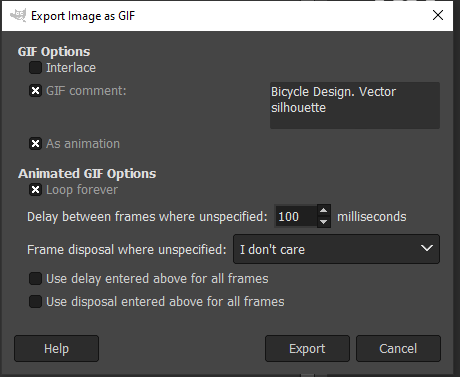 Export Image as GIF
GIF Options
Interlace
GIF comment:
Bicycle Design. Vector
silhouette
As animation
Animated GIF Options
Loop forever
Delay between frames where unspecified: 100 milliseconds
Frame disposal where unspecified: I don't care
Use delay entered above for all frames
Use disposal entered above for all frames
Help Export Cancel